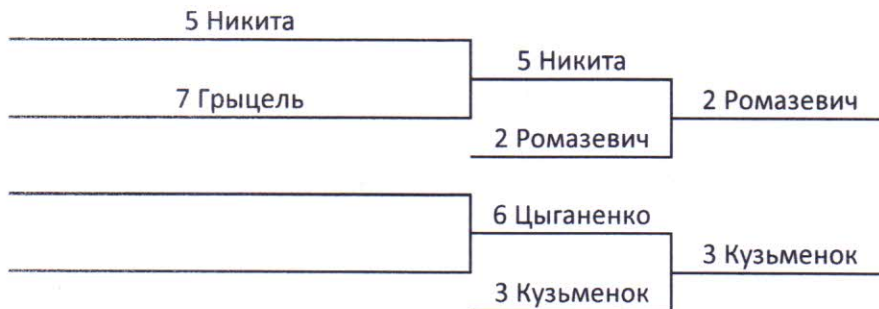 5 Никита
5 Никита
7 Грыцель
2 Ромазевич
2 Ромазевич
6 Цыганенко
3 Кузьменок
3 Кузьменок